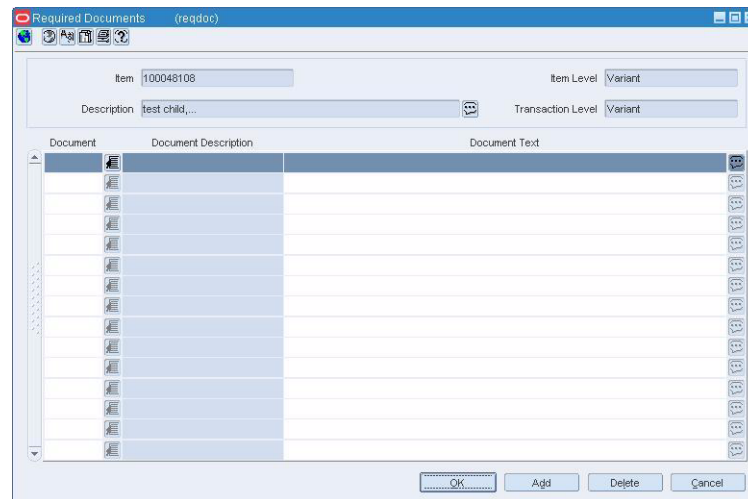 Required Documents (reqdoc)
Item 100048108 Item Level Variant
Description test child,... Transaction Level Variant
Document Document Description Document Text
OK Add Delete Cancel